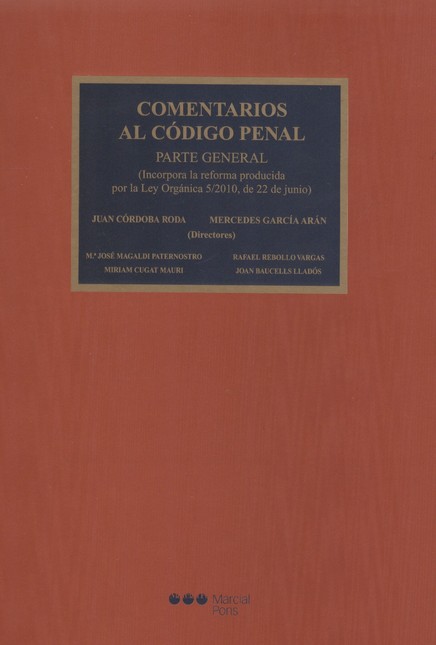 COMENTARIOS
AL CÓDIGO PENAL
PARTE GENERAL
(Incorpora la reforma producida
por la Ley Orgánica 5/2010, de 22 de junio)
JUAN CÓRDOBA RODA MERCEDES GARCÍA ARÁN
(Directores)
M.ª JOSÉ MAGALDI PATERNOSTRO RAFAEL REBOLLO VARGAS
MIRIAM CUGAT MAURI JOAN BAUCELLS LLADÓS
Marcial
Pons